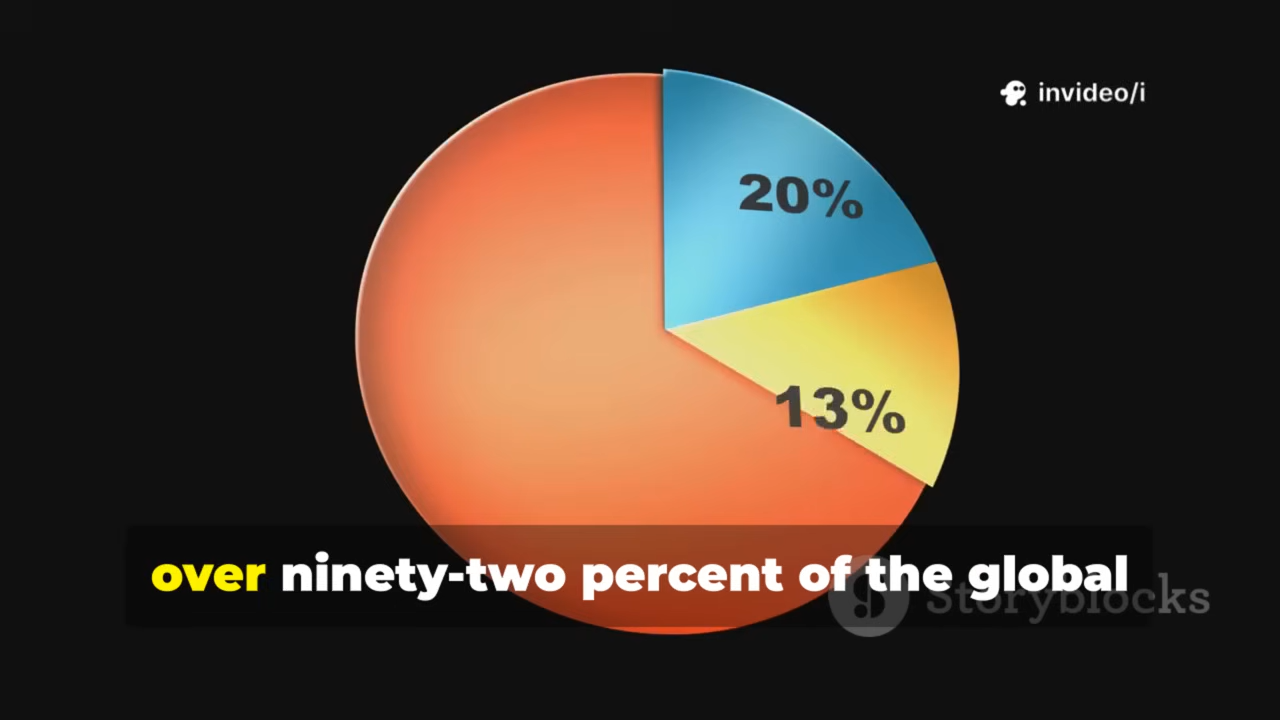 invideo/i
20%
13%
over ninety-two percent of the global
Storyblocks